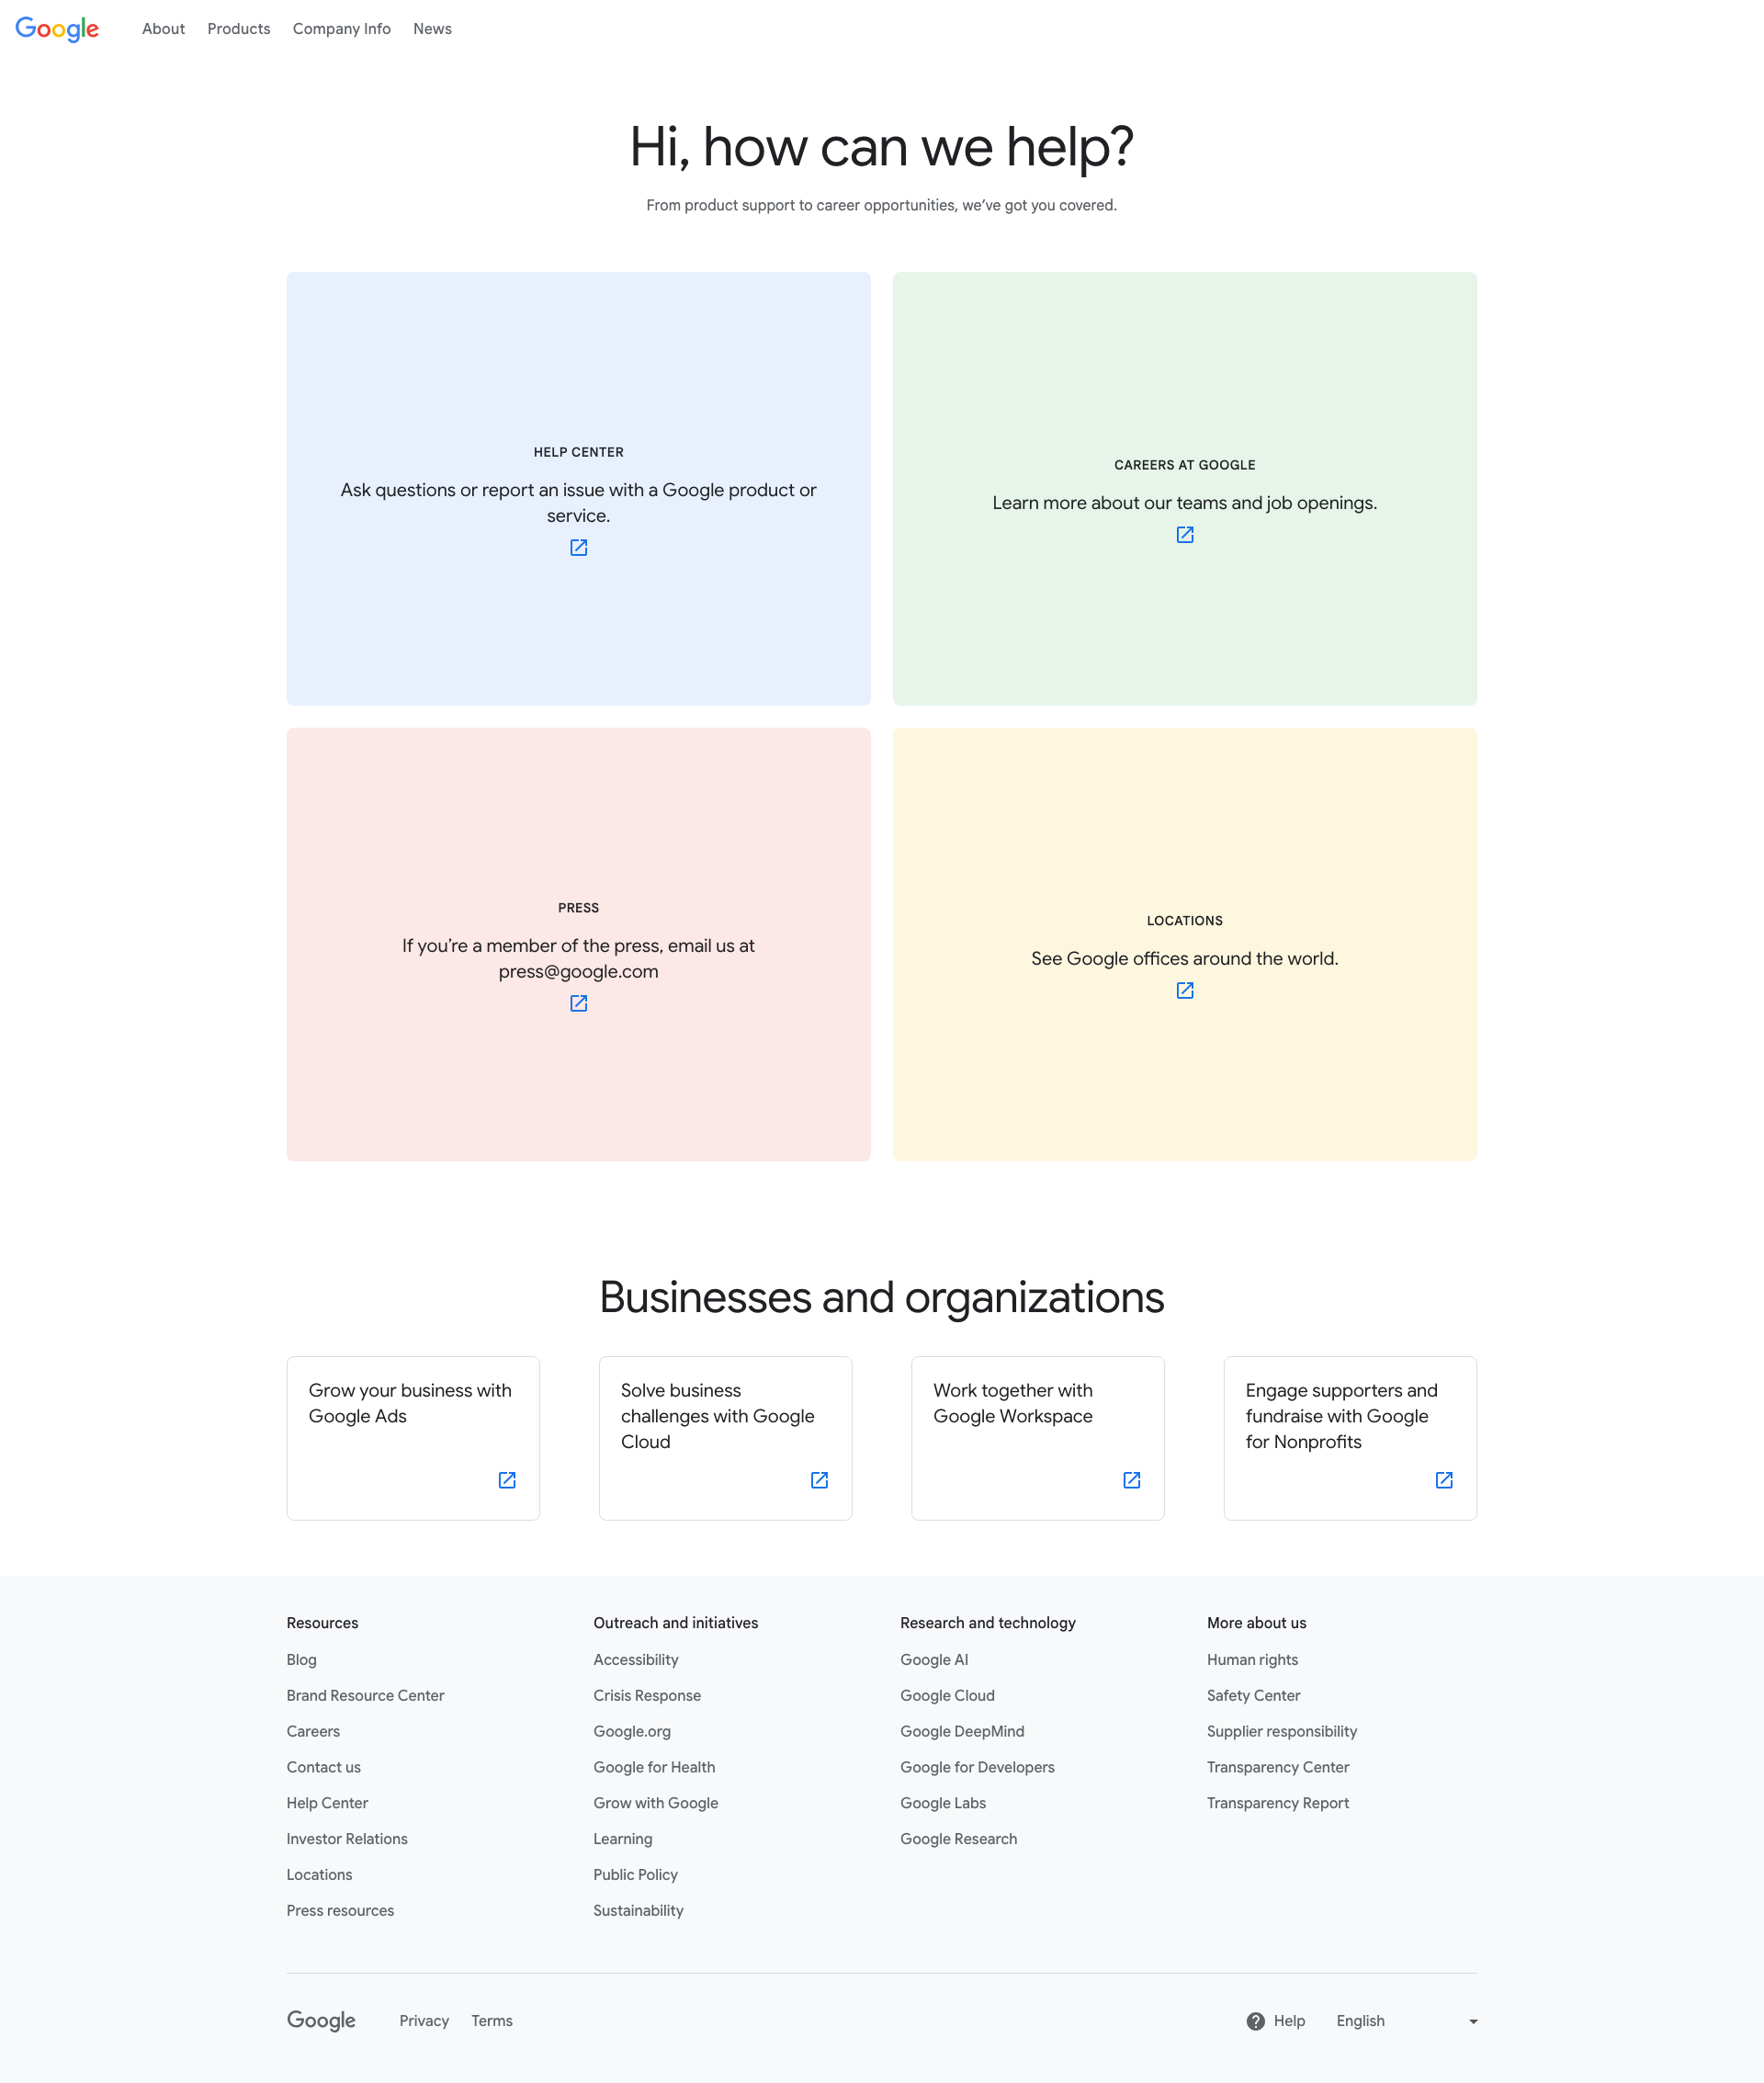 Google
About
Products
Company Info
News
Hi, how can we help?
From product support to career opportunities, we’ve got you covered.
HELP CENTER
Ask questions or report an issue with a Google product or
service.
CAREERS AT GOOGLE
Learn more about our teams and job openings.
PRESS
If you’re a member of the press, email us at
press@google.com
LOCATIONS
See Google offices around the world.
Businesses and organizations
Grow your business with
Google Ads
Solve business
challenges with Google
Cloud
Work together with
Google Workspace
Engage supporters and
fundraise with Google
for Nonprofits
Resources
Blog
Brand Resource Center
Careers
Contact us
Help Center
Investor Relations
Locations
Press resources
Outreach and initiatives
Accessibility
Crisis Response
Google.org
Google for Health
Grow with Google
Learning
Public Policy
Sustainability
Research and technology
Google AI
Google Cloud
Google DeepMind
Google for Developers
Google Labs
Google Research
More about us
Human rights
Safety Center
Supplier responsibility
Transparency Center
Transparency Report
Google
Privacy
Terms
Help
English